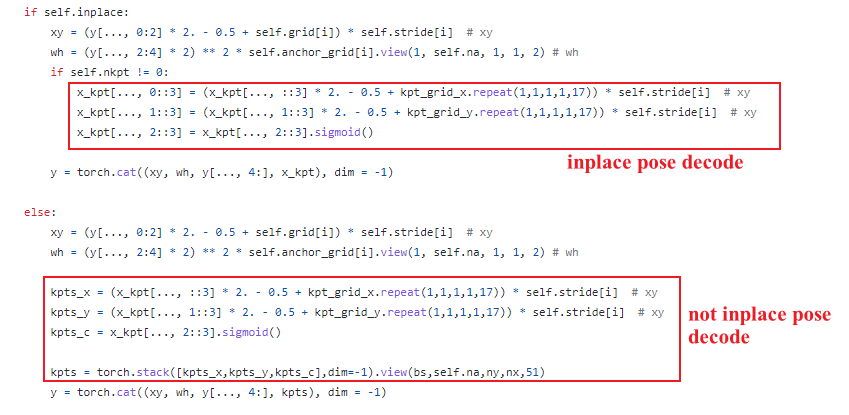 if self.inplace:
    xy = (y[..., 0:2] * 2. - 0.5 + self.grid[i]) * self.stride[i]  # xy
    wh = (y[..., 2:4] * 2) ** 2 * self.anchor_grid[i].view(1, self.na, 1, 1, 2) # wh
    if self.nkpt != 0:
        x_kpt[..., 0::3] = (x_kpt[..., ::3] * 2. - 0.5 + kpt_grid_x.repeat(1,1,1,1,17)) * self.stride[i]  # xy
        x_kpt[..., 1::3] = (x_kpt[..., 1::3] * 2. - 0.5 + kpt_grid_y.repeat(1,1,1,1,17)) * self.stride[i]  # xy
        x_kpt[..., 2::3] = x_kpt[..., 2::3].sigmoid()
inplace pose decode
    y = torch.cat((xy, wh, y[..., 4:], x_kpt), dim = -1)
else:
    xy = (y[..., 0:2] * 2. - 0.5 + self.grid[i]) * self.stride[i]  # xy
    wh = (y[..., 2:4] * 2) ** 2 * self.anchor_grid[i].view(1, self.na, 1, 1, 2) # wh
    kpts_x = (x_kpt[..., ::3] * 2. - 0.5 + kpt_grid_x.repeat(1,1,1,1,17)) * self.stride[i]  # xy
    kpts_y = (x_kpt[..., 1::3] * 2. - 0.5 + kpt_grid_y.repeat(1,1,1,1,17)) * self.stride[i]  # xy
    kpts_c = x_kpt[..., 2::3].sigmoid()
not inplace pose
decode
    kpts = torch.stack([kpts_x,kpts_y,kpts_c],dim=-1).view(bs,self.na,ny,nx,51)
    y = torch.cat((xy, wh, y[..., 4:], kpts), dim = -1)